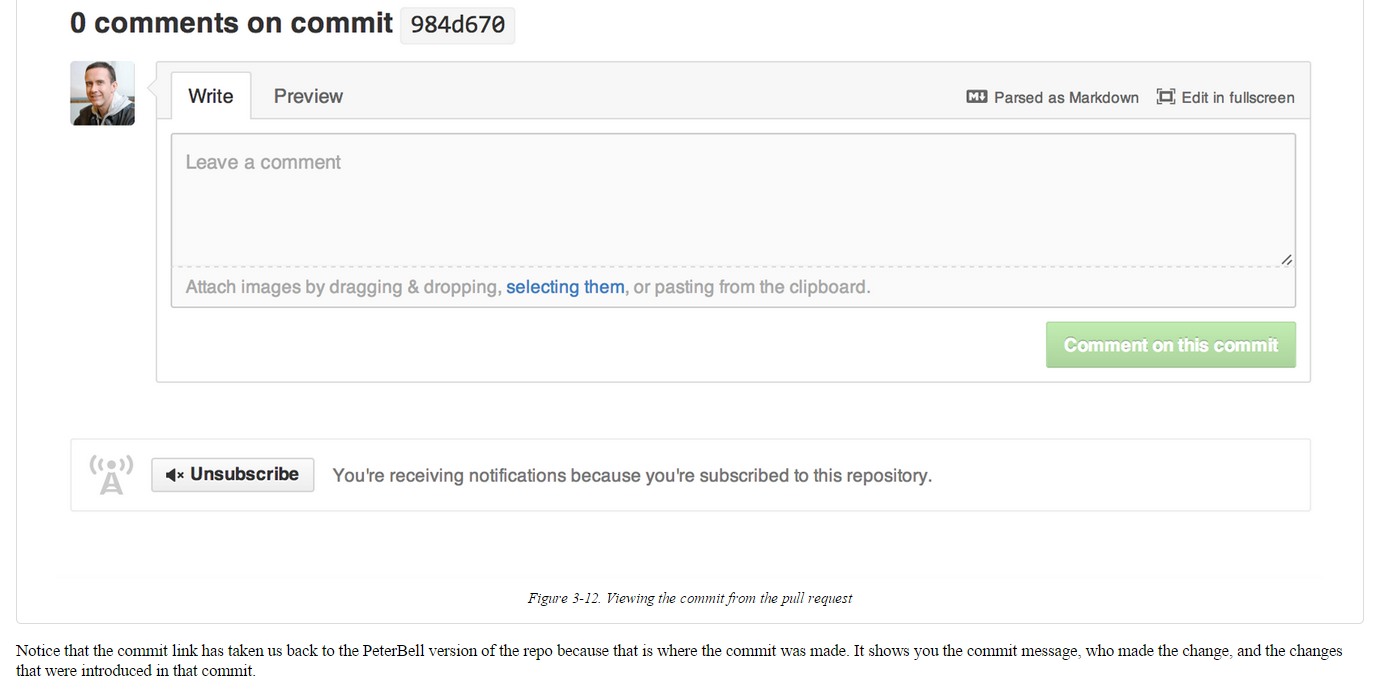 0 comments on commit 984d670
Write Preview Parsed as Markdown Edit in fullscreen
Leave a comment
Attach images by dragging & dropping, selecting them, or pasting from the clipboard.
Comment on this commit
Unsubscribe You're receiving notifications because you're subscribed to this repository.
Figure 3-12. Viewing the commit from the pull request
Notice that the commit link has taken us back to the PeterBell version of the repo because that is where the commit was made. It shows you the commit message, who made the change, and the changes
that were introduced in that commit.